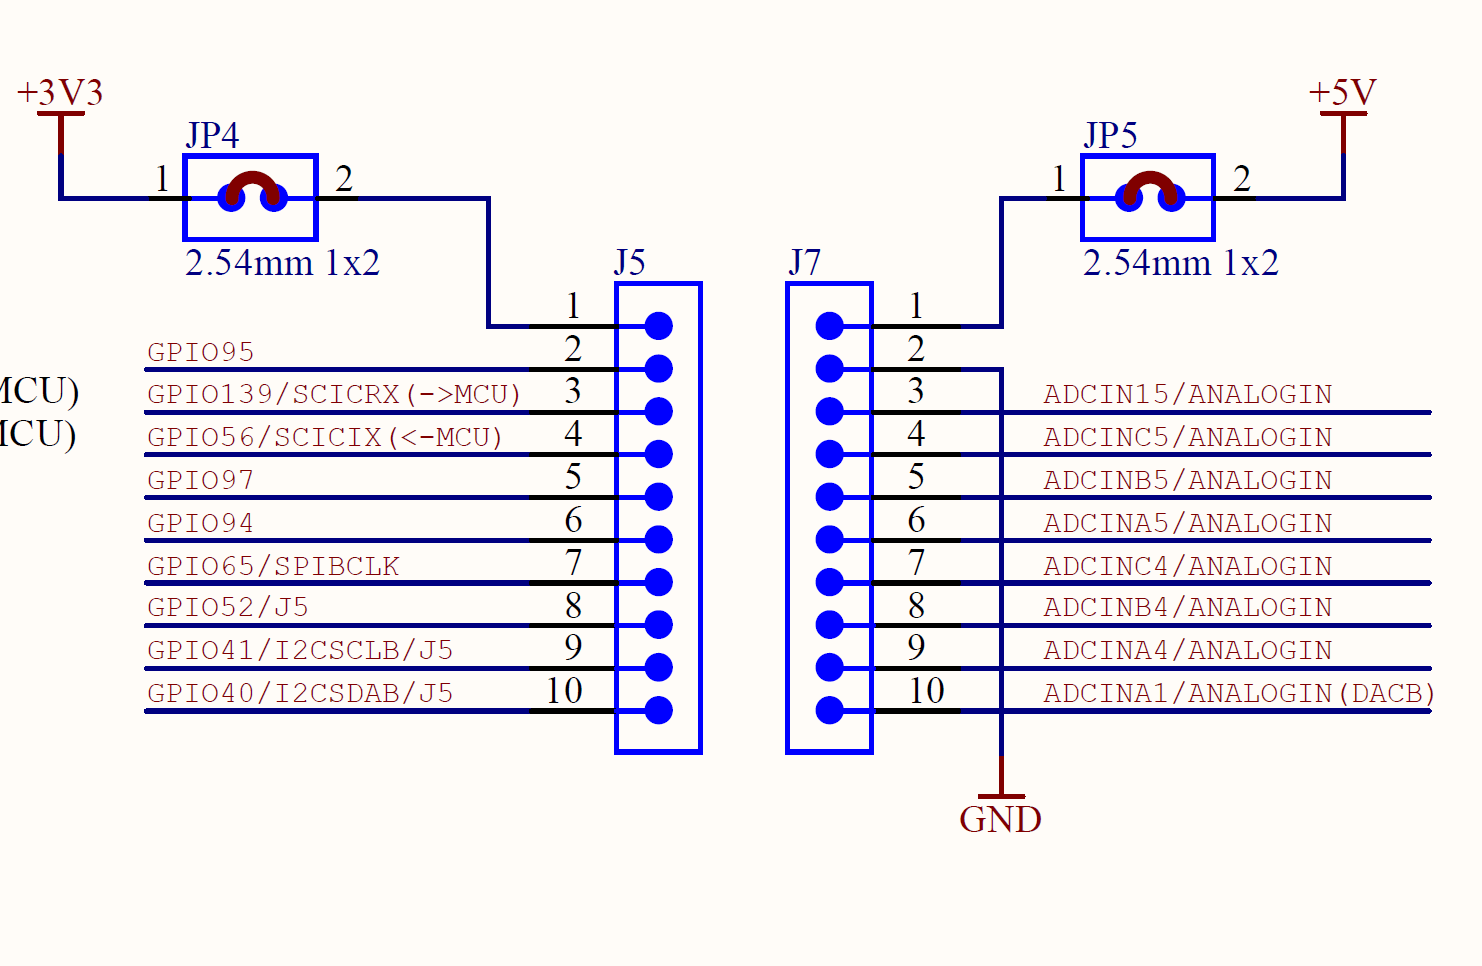 +3V3
+5V
JP4
JP5
1 2
1 2
2.54mm 1x2
2.54mm 1x2
J5
J7
1
1
GPIO95 2
2
MCU)
GPIO139/SCICRX(->MCU) 3
3 ADCIN15/ANALOGIN
MCU)
GPIO56/SCICIX(<-MCU) 4
4 ADCINC5/ANALOGIN
GPIO97 5
5 ADCINB5/ANALOGIN
GPIO94 6
6 ADCINA5/ANALOGIN
GPIO65/SPIBCLK 7
7 ADCINC4/ANALOGIN
GPIO52/J5 8
8 ADCINB4/ANALOGIN
GPIO41/I2CSCLB/J5 9
9 ADCINA4/ANALOGIN
GPIO40/I2CSDAB/J5 10
10 ADCINA1/ANALOGIN(DACB)
GND